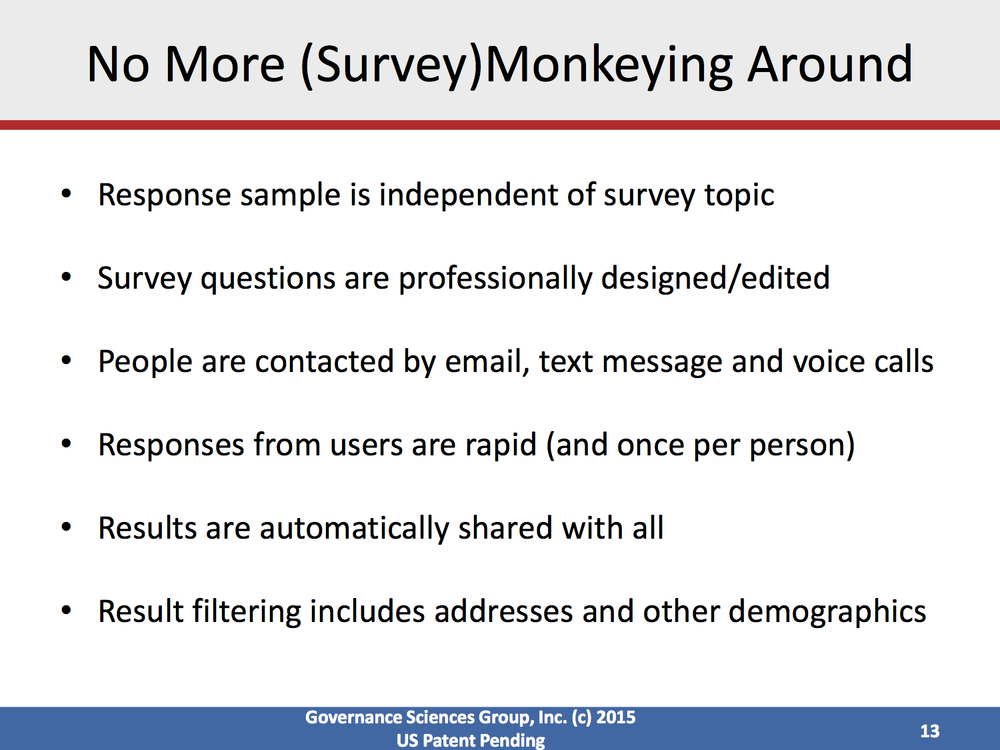 No More (Survey)Monkeying Around
• Response sample is independent of survey topic
• Survey questions are professionally designed/edited
• People are contacted by email, text message and voice calls
• Responses from users are rapid (and once per person)
• Results are automatically shared with all
• Result filtering includes addresses and other demographics
Governance Sciences Group, Inc. (c) 2015
US Patent Pending
13